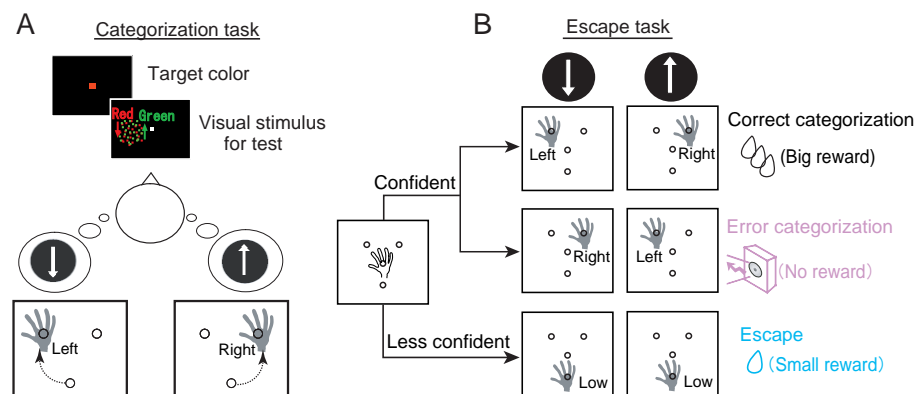 A
Categorization task
Target color
Red
Green
Visual stimulus
for test
Left
Right
B
Escape task
Confident
Less confident
Left
Right
Correct categorization
(Big reward)
Right
Left
Error categorization
(No reward)
Low
Low
Escape
(Small reward)